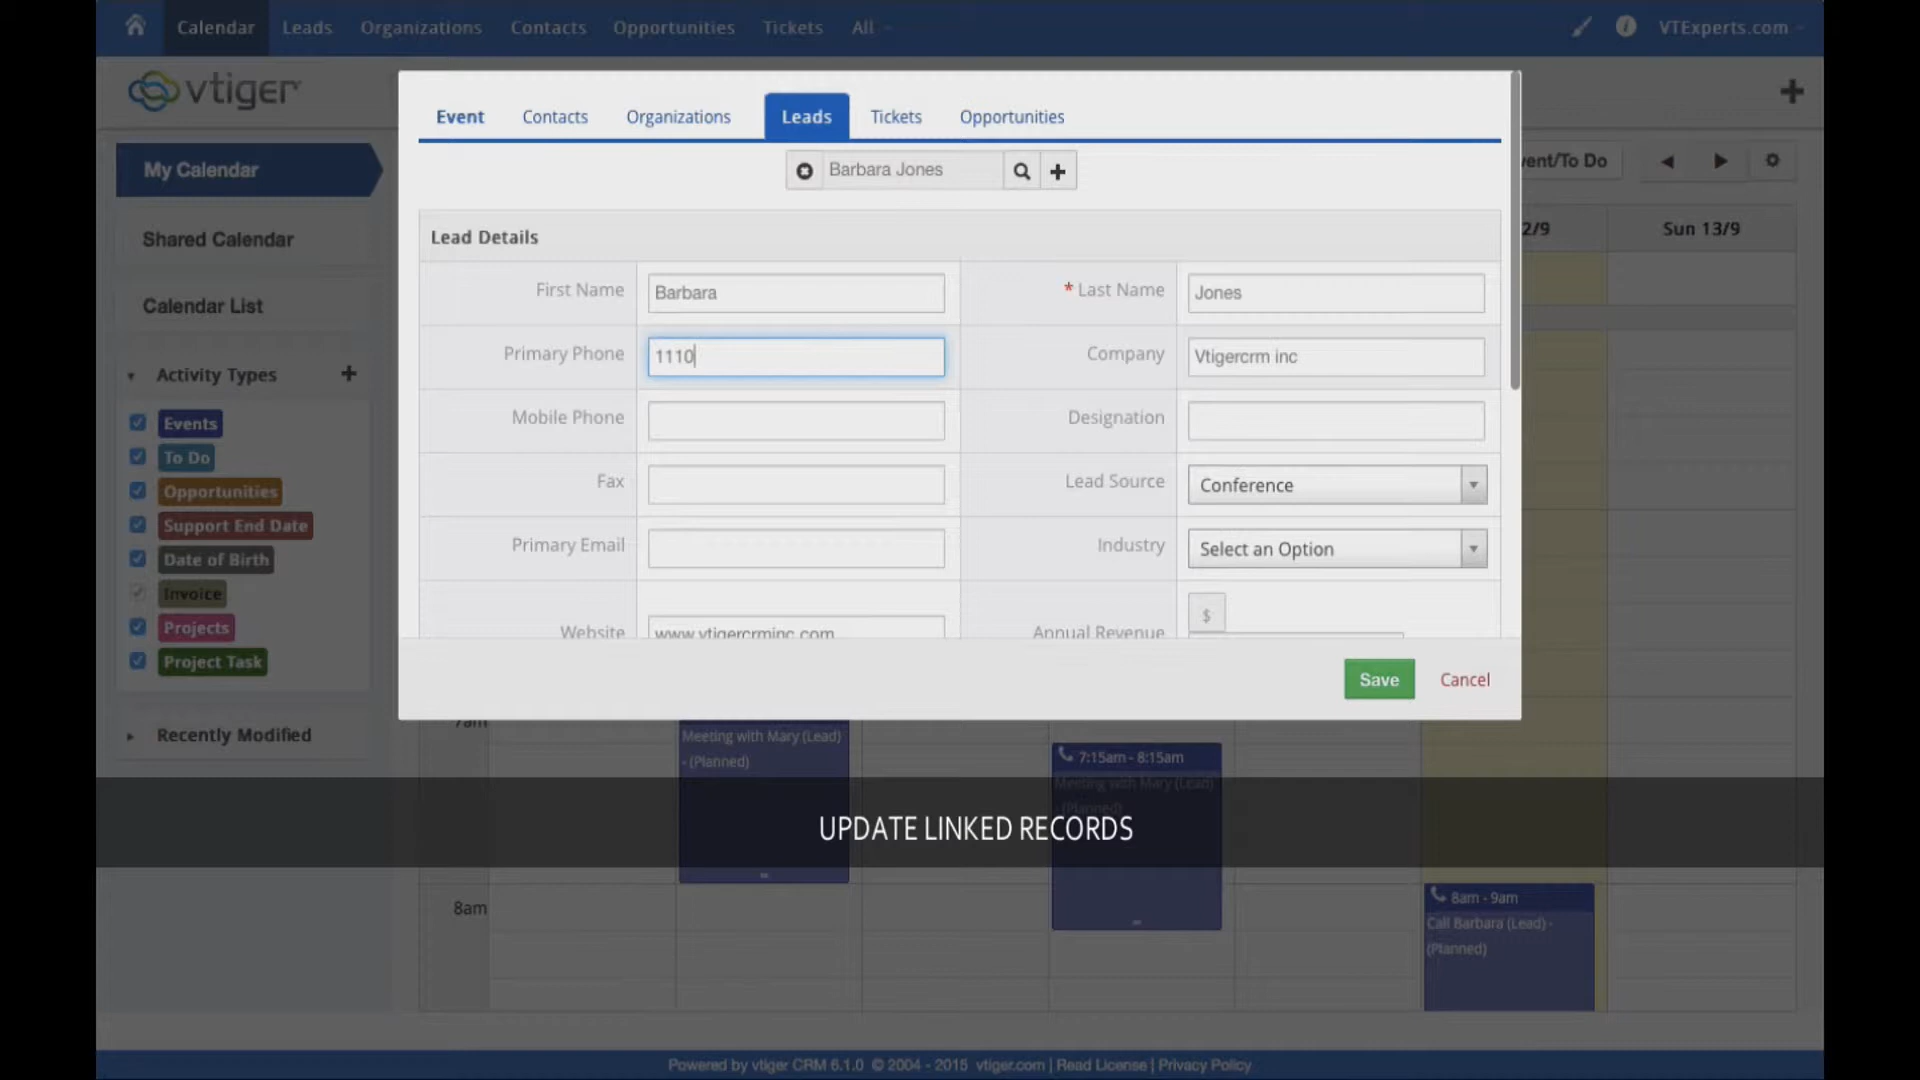 Calendar Leads Organizations Contacts Opportunities Tickets All VTExperts.com
vtiger
Event Contacts Organizations Leads Tickets Opportunities
Barbara Jones
My Calendar
vent/To Do
Shared Calendar
2/9 Sun 13/9
Lead Details
Calendar List
First Name Barbara * Last Name Jones
Primary Phone 1110 Company Vtigercrm inc
Activity Types
Mobile Phone Designation
Events
To Do
Fax Lead Source Conference
Opportunities
Support End Date
Primary Email Industry Select an Option
Date of Birth
Invoice
$
Projects
Website www.vtigercrminc.com Annual Revenue
Project Task
Save Cancel
Recently Modified
7am
Meeting with Mary (Lead)
- (Planned)
7:15am - 8:15am
Meeting with Mary (Lead)
- (Planned)
UPDATE LINKED RECORDS
8am
8am - 9am
Call Barbara (Lead) -
(Planned)
Powered by vtiger CRM 6.1.0 © 2004 - 2015 vtiger.com | Read License | Privacy Policy